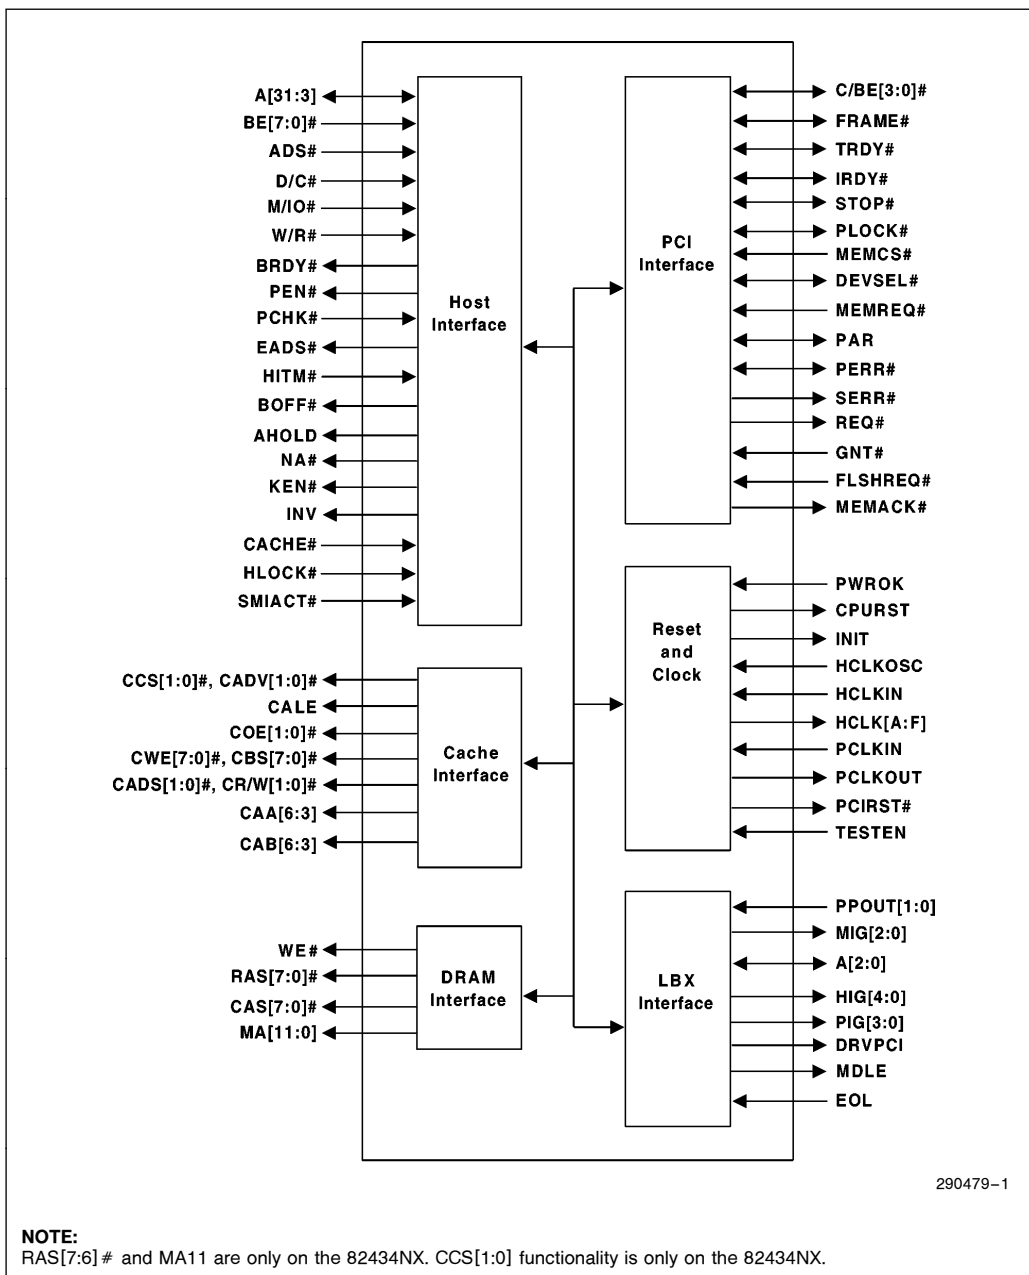 A[31:3]
BE[7:0]#
ADS#
D/C#
M/IO#
W/R#
BRDY#
PEN#
PCHK#
EADS#
HITM#
BOFF#
AHOLD
NA#
KEN#
INV
CACHE#
HLOCK#
SMIACT#
Host
Interface
CCS[1:0]#, CADV[1:0]#
CALE
COE[1:0]#
CWE[7:0]#, CBS[7:0]#
CADS[1:0]#, CR/W[1:0]#
CAA[6:3]
CAB[6:3]
Cache
Interface
WE#
RAS[7:0]#
CAS[7:0]#
MA[11:0]
DRAM
Interface
PCI
Interface
C/BE[3:0]#
FRAME#
TRDY#
IRDY#
STOP#
PLOCK#
MEMCS#
DEVSEL#
MEMREQ#
PAR
PERR#
SERR#
REQ#
GNT#
FLSHREQ#
MEMACK#
Reset
and
Clock
PWROK
CPURST
INIT
HCLKOSC
HCLKIN
HCLK[A:F]
PCLKIN
PCLKOUT
PCIRST#
TESTEN
LBX
Interface
PPOUT[1:0]
MIG[2:0]
A[2:0]
HIG[4:0]
PIG[3:0]
DRVPCI
MDLE
EOL
290479–1
NOTE:
RAS[7:6]# and MA11 are only on the 82434NX. CCS[1:0] functionality is only on the 82434NX.